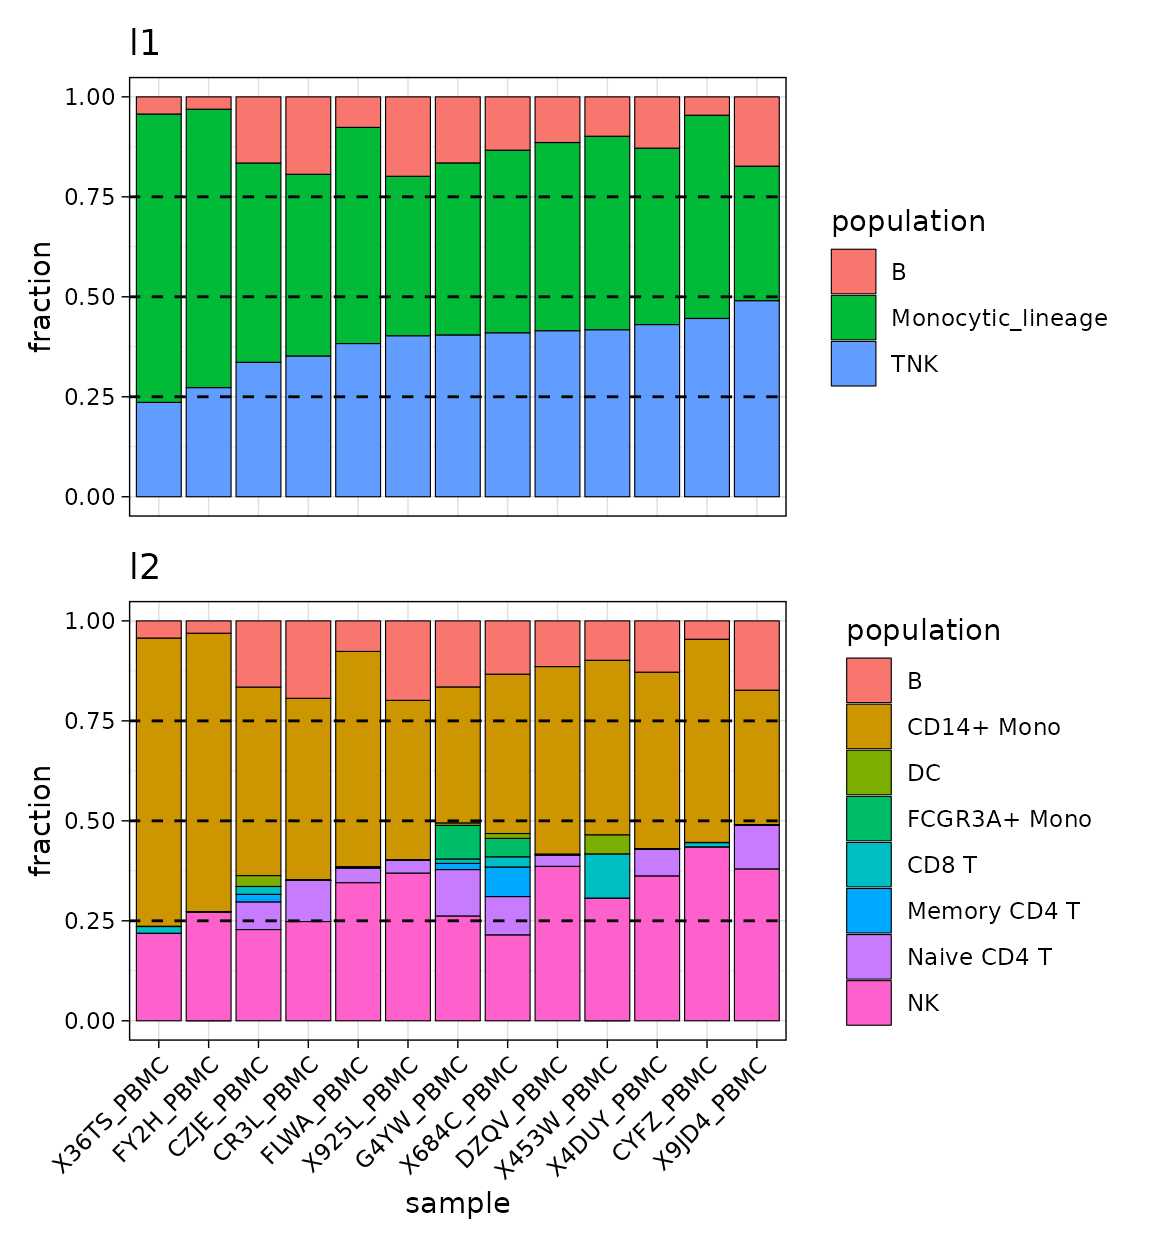 l1
1.00
0.75
0.50
0.25
0.00
fraction
population
B
Monocytic_lineage
TNK
l2
1.00
0.75
0.50
0.25
0.00
fraction
X36TS_PBMC
FY2H_PBMC
CZJE_PBMC
CR3L_PBMC
FLWA_PBMC
X925L_PBMC
G4YW_PBMC
X684C_PBMC
DZQV_PBMC
X453W_PBMC
X4DUY_PBMC
CYFZ_PBMC
X9JD4_PBMC
sample
population
B
CD14+ Mono
DC
FCGR3A+ Mono
CD8 T
Memory CD4 T
Naive CD4 T
NK